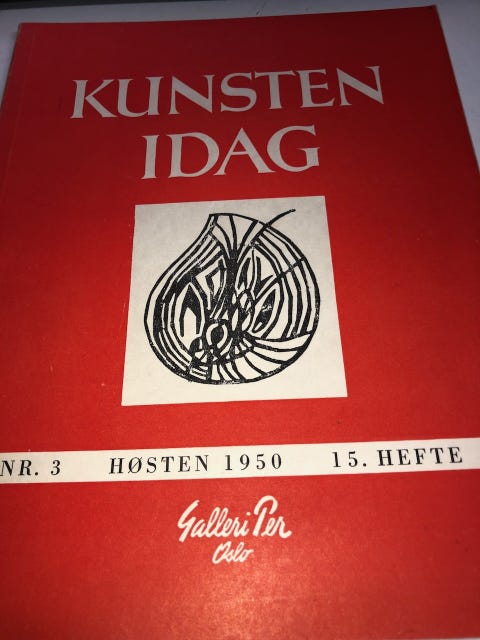 KUNSTEN
IDAG
NR. 3 HØSTEN 1950 15. HEFTE
Galleri Per
Oslo